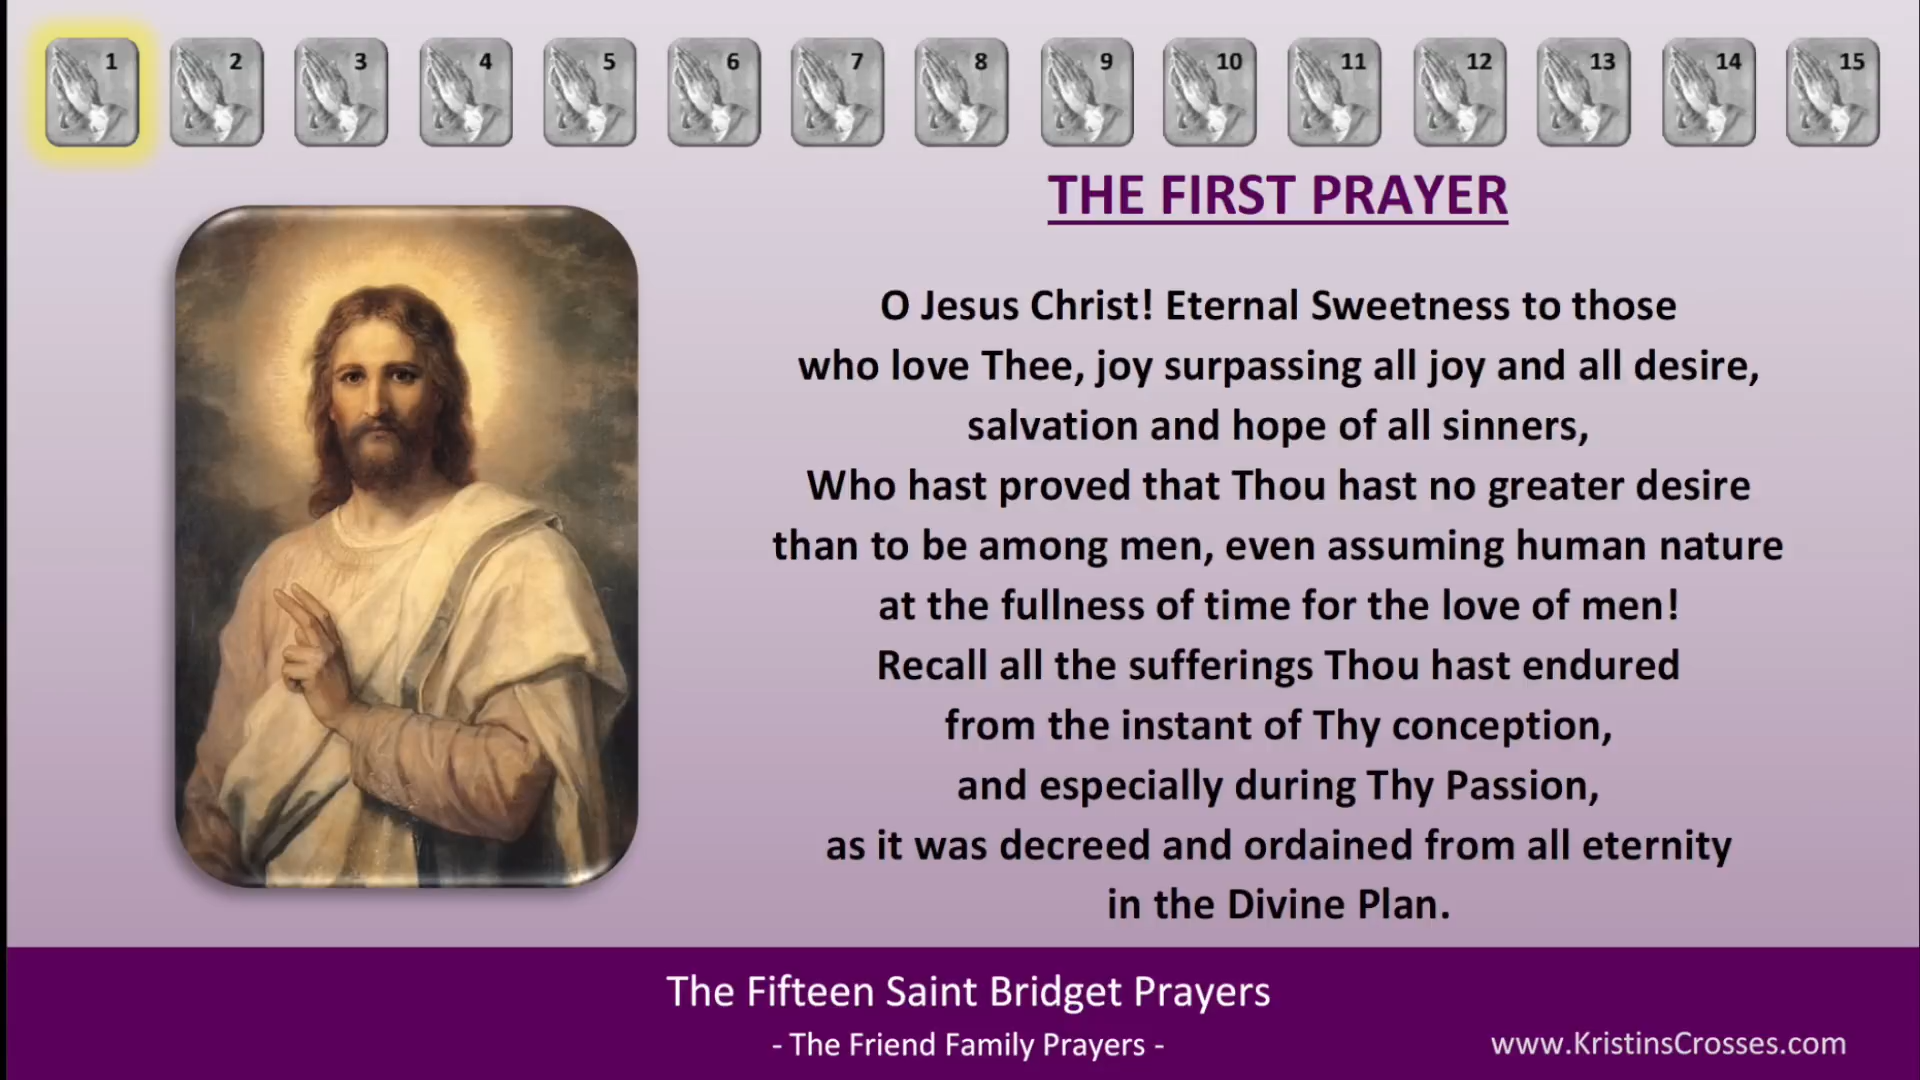 1 2 3 4 5 6 7 8 9 10 11 12 13 14 15
THE FIRST PRAYER
O Jesus Christ! Eternal Sweetness to those
who love Thee, joy surpassing all joy and all desire,
salvation and hope of all sinners,
Who hast proved that Thou hast no greater desire
than to be among men, even assuming human nature
at the fullness of time for the love of men!
Recall all the sufferings Thou hast endured
from the instant of Thy conception,
and especially during Thy Passion,
as it was decreed and ordained from all eternity
in the Divine Plan.
The Fifteen Saint Bridget Prayers
- The Friend Family Prayers -
www.KristinsCrosses.com